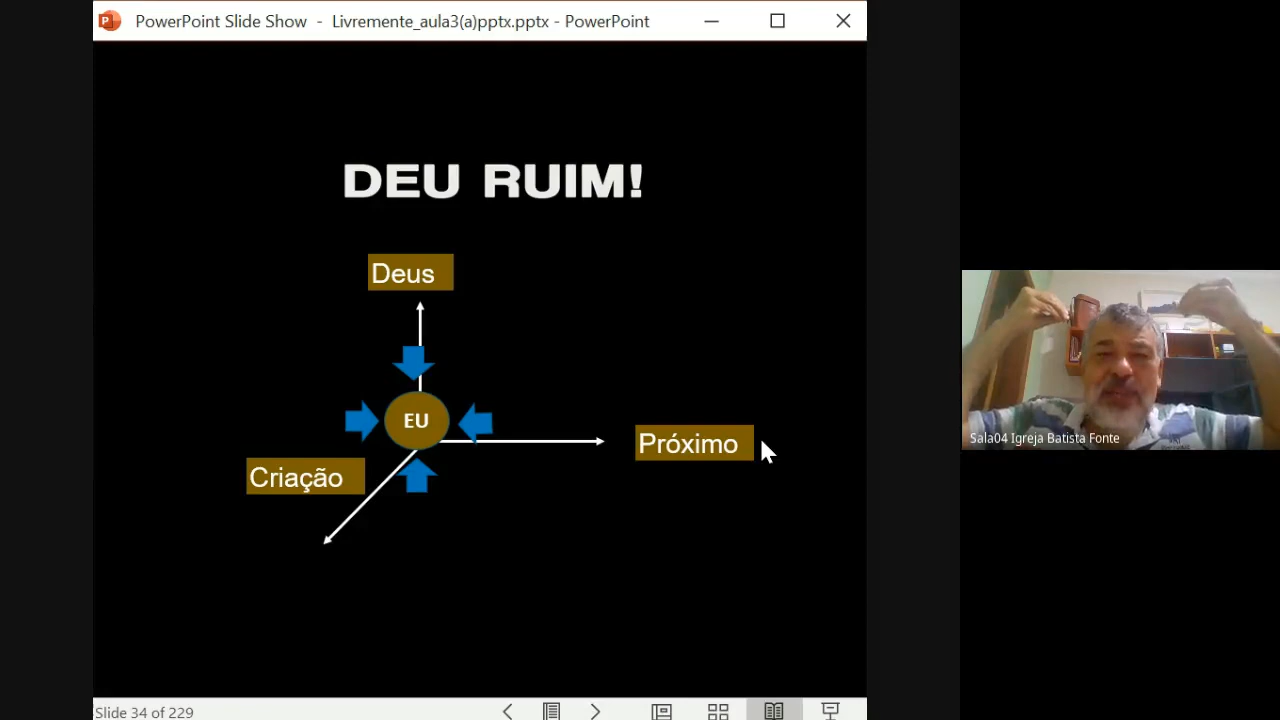 PowerPoint Slide Show - Livremente_aula3(a)pptx.pptx - PowerPoint
DEU RUIM!
Deus
EU
Próximo
Criação
Sala04 Igreja Batista Fonte
Slide 34 of 229